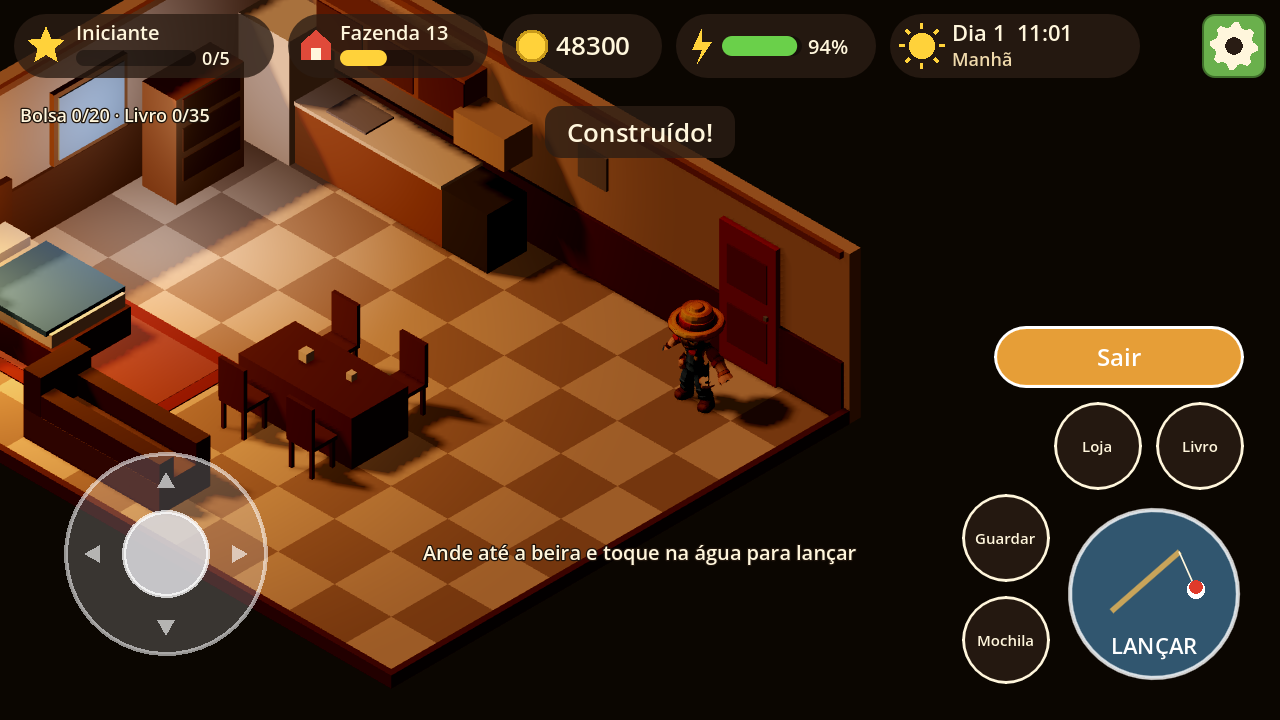 Iniciante
0/5
Fazenda 13
48300
94%
Dia 1 11:01
Manhã
Bolsa 0/20 · Livro 0/35
Construído!
Sair
Loja
Livro
Guardar
Ande até a beira e toque na água para lançar
Mochila
LANÇAR